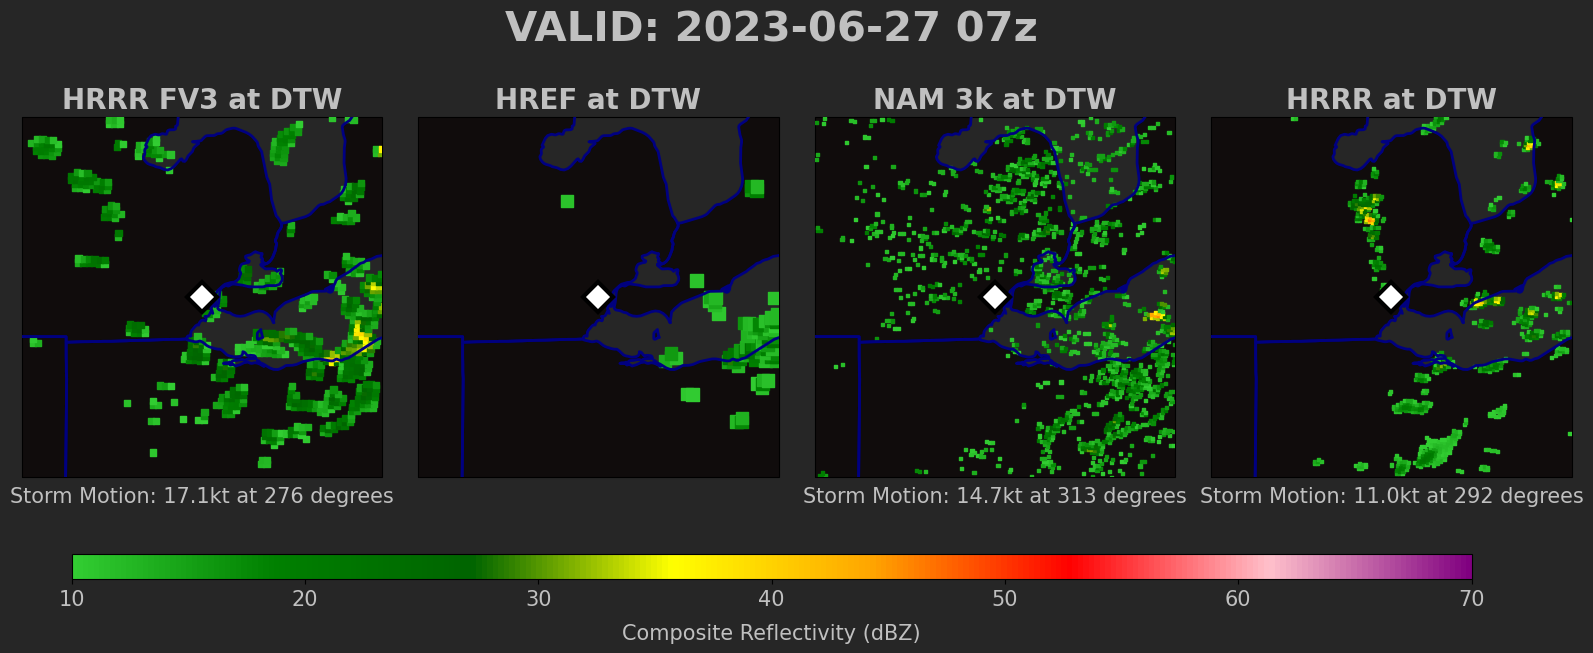 VALID: 2023-06-27 07z
HRRR FV3 at DTW
HREF at DTW
NAM 3k at DTW
HRRR at DTW
Storm Motion: 17.1kt at 276 degrees
Storm Motion: 14.7kt at 313 degrees
Storm Motion: 11.0kt at 292 degrees
10 20 30 40 50 60 70
Composite Reflectivity (dBZ)